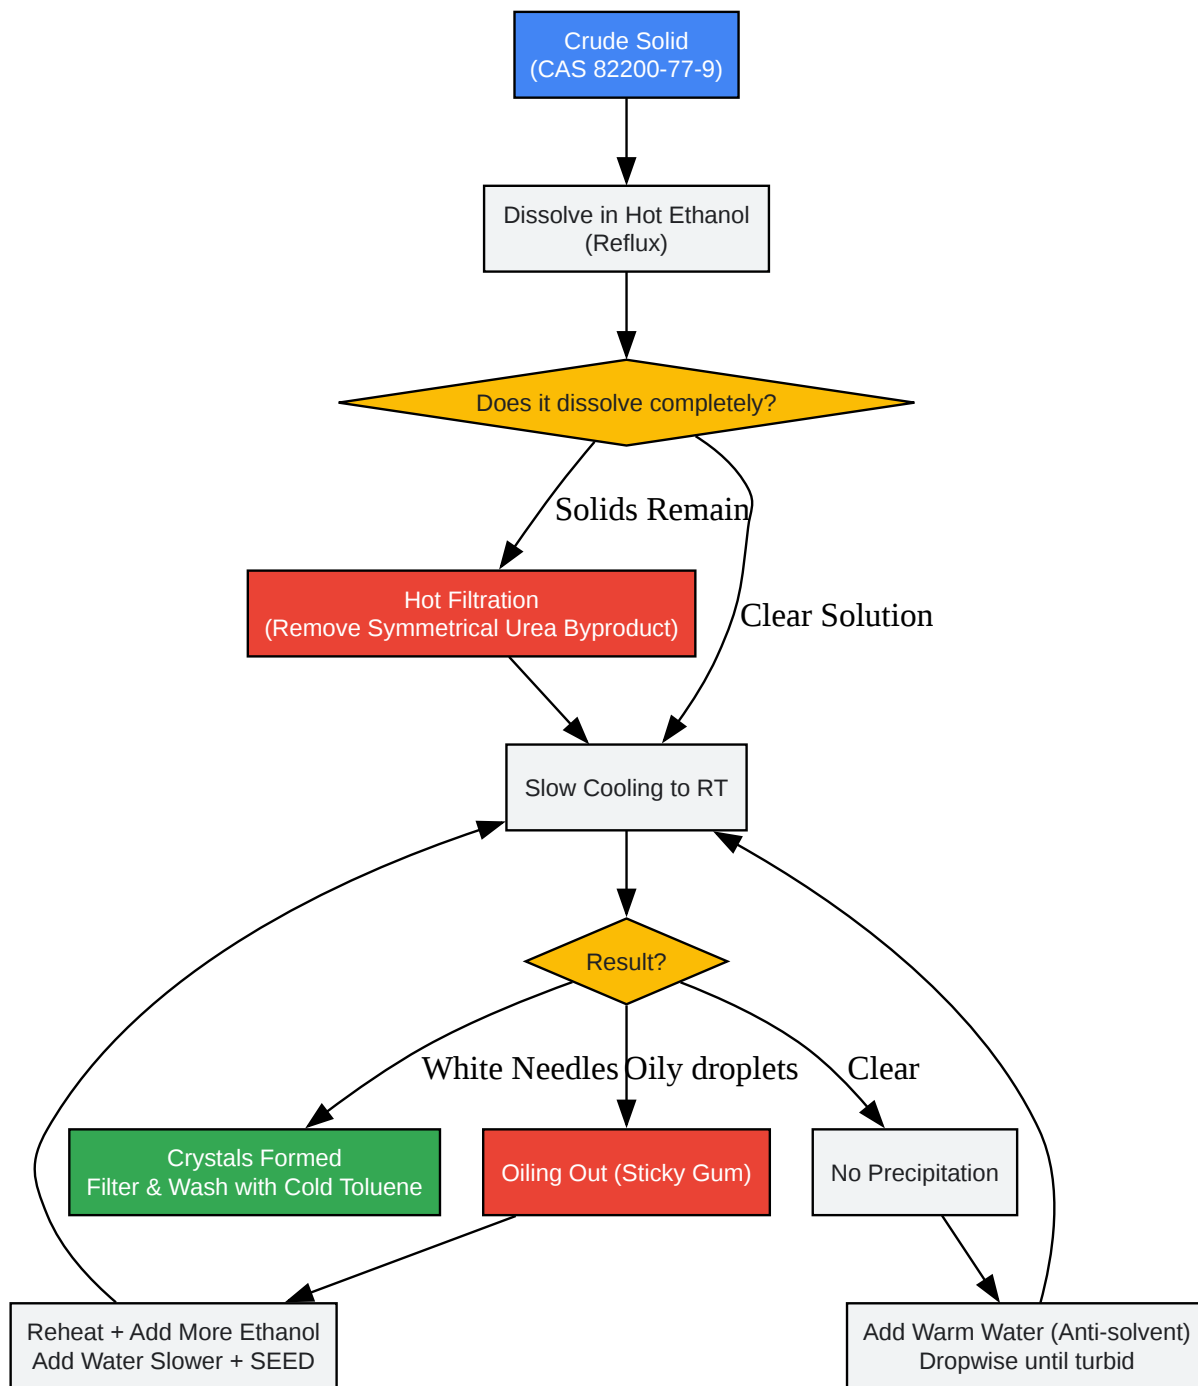 Crude Solid
(CAS 82200-77-9)
Dissolve in Hot Ethanol
(Reflux)
Does it dissolve completely?
Solids Remain
Hot Filtration
(Remove Symmetrical Urea Byproduct)
Clear Solution
Slow Cooling to RT
Result?
White Needles
Oily droplets
Clear
Crystals Formed
Filter & Wash with Cold Toluene
Oiling Out (Sticky Gum)
No Precipitation
Reheat + Add More Ethanol
Add Water Slower + SEED
Add Warm Water (Anti-solvent)
Dropwise until turbid